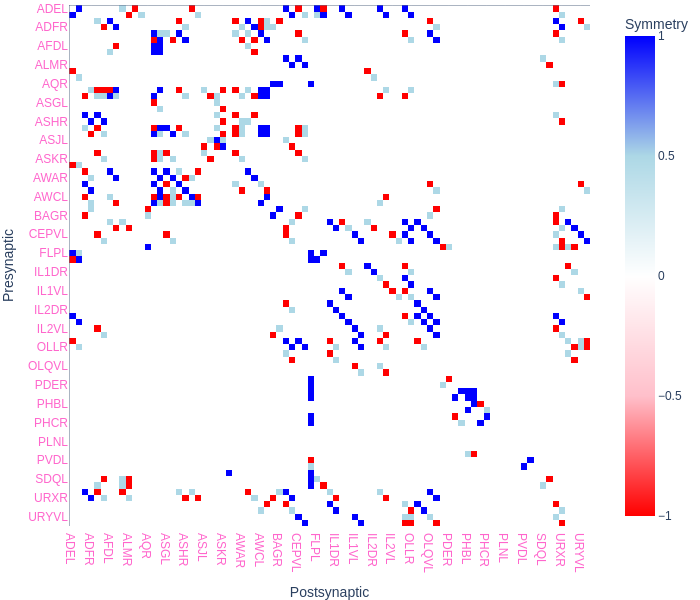 Symmetry
1
0.5
0
−0.5
−1
Presynaptic
ADEL
ADFR
AFDL
ALMR
AQR
ASGL
ASHR
ASJL
ASKR
AWAR
AWCL
BAGR
CEPVL
FLPL
IL1DR
IL1VL
IL2DR
IL2VL
OLLR
OLQVL
PDER
PHBL
PHCR
PLNL
PVDL
SDQL
URXR
URYVL
ADEL
ADFR
AFDL
ALMR
AQR
ASGL
ASHR
ASJL
ASKR
AWAR
AWCL
BAGR
CEPVL
FLPL
IL1DR
IL1VL
IL2DR
IL2VL
OLLR
OLQVL
PDER
PHBL
PHCR
PLNL
PVDL
SDQL
URXR
URYVL
Postsynaptic